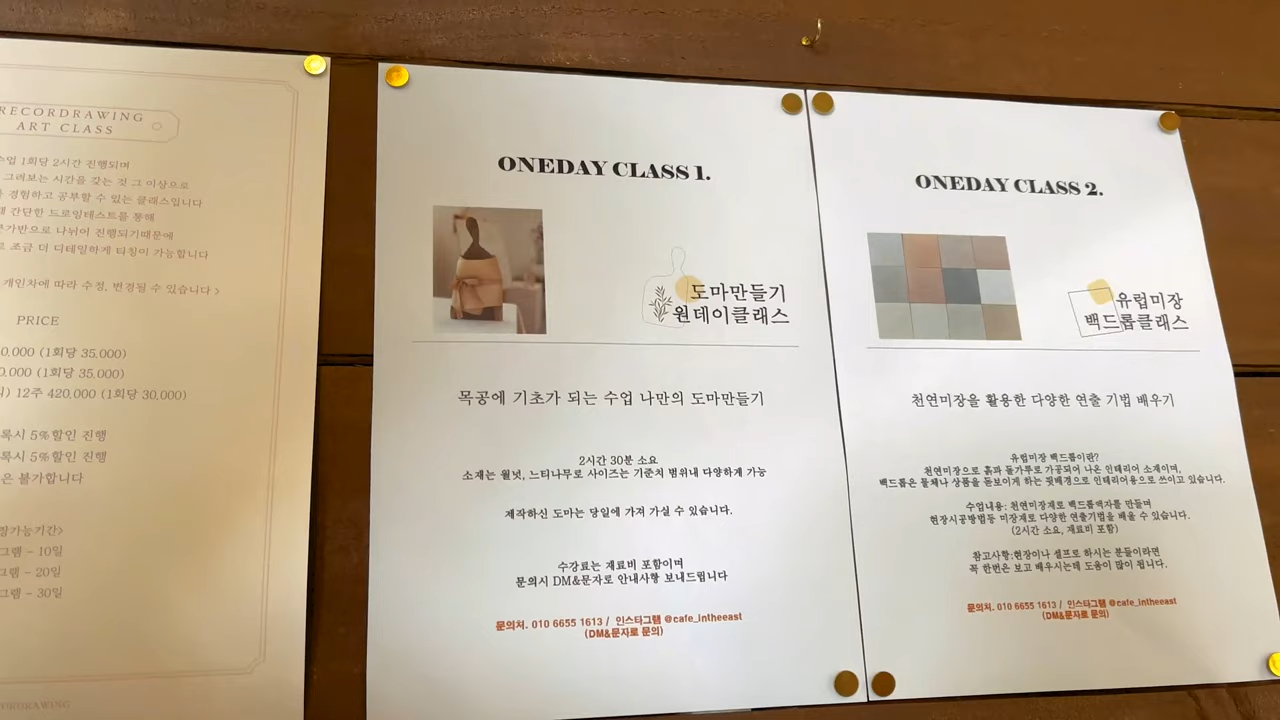 RECORDRAWING
ART CLASS
수업 1회당 2시간 진행되며
그려보는 시간을 갖는 것 그 이상으로
경험하고 공부할 수 있는 클래스입니다
간단한 드로잉테스트를 통해
나뉘어 진행되기때문에
조금 더 디테일하게 티칭이 가능합니다
개인차에 따라 수정, 변경될 수 있습니다 >
PRICE
0.000 (1회당 35.000)
0.000 (1회당 35.000)
12주 420.000 (1회당 30.000)
5%할인 진행
5%할인 진행
불가합니다
- 10일
- 20일
- 30일
ONEDAY CLASS 1.
도마만들기
원데이클래스
목공에 기초가 되는 수업 나만의 도마만들기
2시간 30분 소요
소재는 월넛, 느티나무로 사이즈는 기준치 범위내 다양하게 가능
제작하신 도마는 당일에 가져 가실 수 있습니다.
수강료는 재료비 포함이며
문의시 DM&문자로 안내사항 보내드립니다
문의처. 010 6655 1613 / 인스타그램 @cafe_intheeast
(DM&문자로 문의)
ONEDAY CLASS 2.
유럽미장
백드롭클래스
천연미장을 활용한 다양한 연출 기법 배우기
유럽미장 백드롭이란?
천연미장으로 흙과 돌가루로 가공되어 나온 인테리어 소재이며,
백드롭은 물체나 상품을 돋보이게 하는 뒷배경으로 인테리어용으로 쓰이고 있습니다.
수업내용: 천연미장재로 백드롭액자를 만들며
현장시공방법등 미장재로 다양한 연출기법을 배울 수 있습니다.
(2시간 소요, 재료비 포함)
참고사항:현장이나 셀프로 하시는 분들이라면
꼭 한번은 보고 배우시는데 도움이 많이 됩니다.
문의처. 010 6655 1613 / 인스타그램 @cafe_intheeast
(DM&문자로 문의)